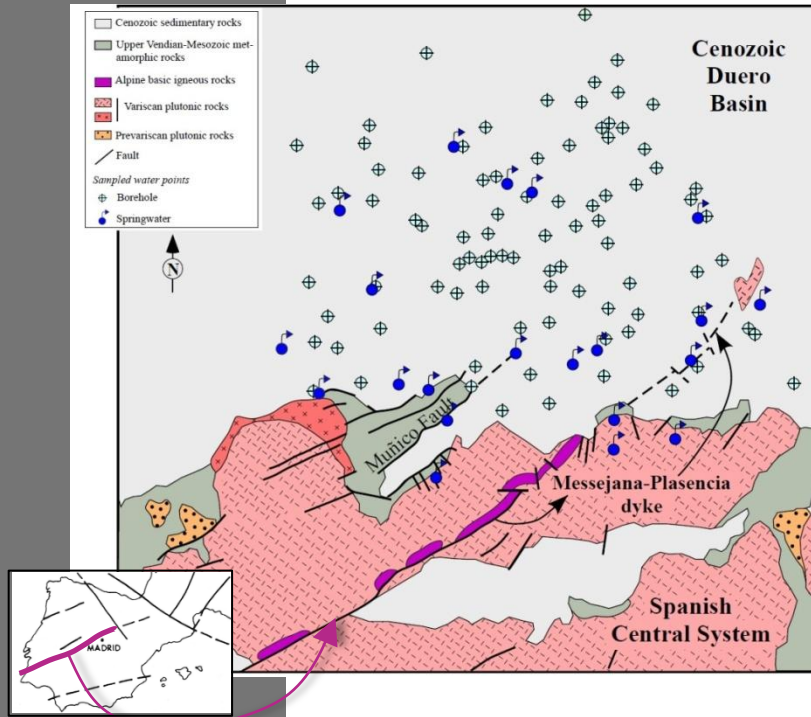 Cenozoic sedimentary rocks
Upper Vendian-Mesozoic met-
amorphic rocks
Alpine basic igneous rocks
Variscan plutonic rocks
Prevariscan plutonic rocks
Fault
Sampled water points
Borehole
Springwater
N
Cenozoic
Duero
Basin
Muñico Fault
Messejana-Plasencia
dyke
Spanish
Central System
MADRID